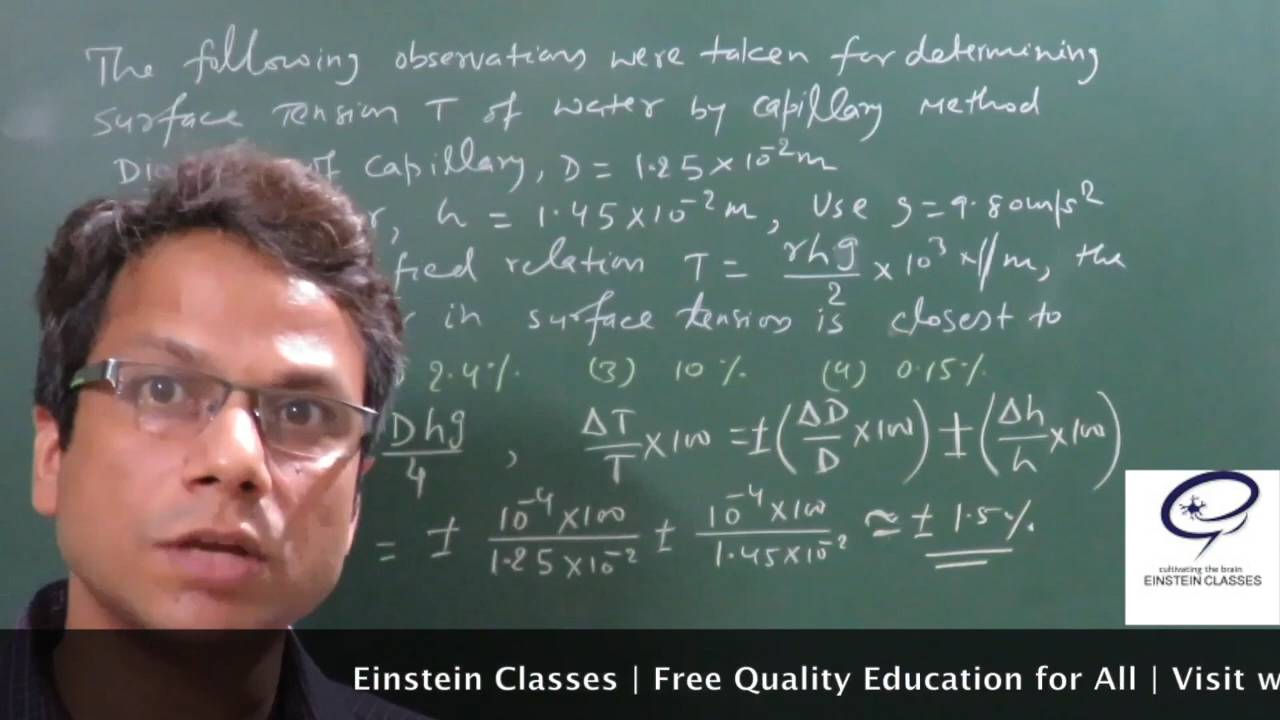 The following observations were taken for determining
surface Tension T of water by capillary method
of capillary, D = 1.25 × 10⁻² m
h = 1.45 × 10⁻² m, Use g = 9.80 m/s²
relation T = rhg/2 × 10³ N/m, the
in surface tension is closest to
2.4% (3) 10% (4) 0.15%
Dhg/4 , ΔT/T × 100 = ± (ΔD/D × 100) ± (Δh/h × 100)
= ± 10⁻⁴ × 100 / 1.25 × 10⁻² ± 10⁻⁴ × 100 / 1.45 × 10⁻² ≈ ± 1.5%
cultivating the brain
EINSTEIN CLASSES
Einstein Classes | Free Quality Education for All | Visit